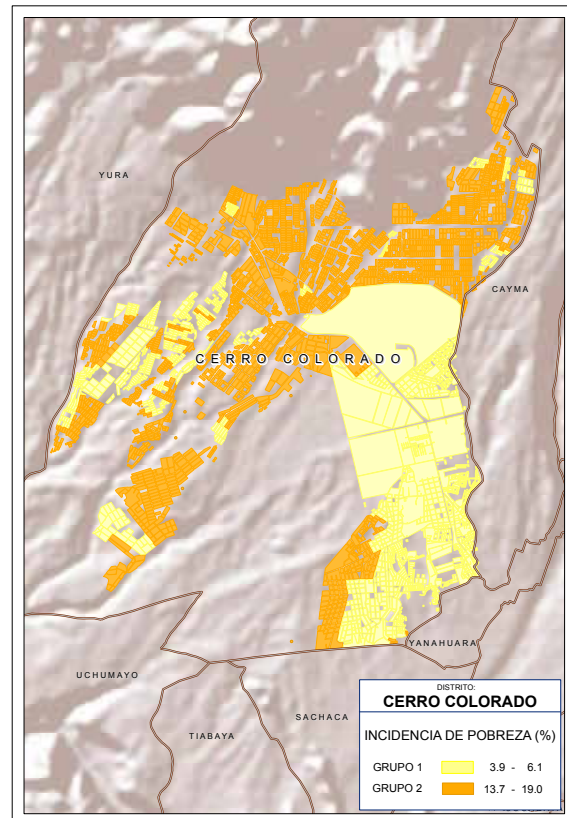 YURA
CAYMA
CERRO COLORADO
YANAHUARA
UCHUMAYO
SACHACA
TIABAYA
DISTRITO:
CERRO COLORADO
INCIDENCIA DE POBREZA (%)
GRUPO 1 3.9 - 6.1
GRUPO 2 13.7 - 19.0